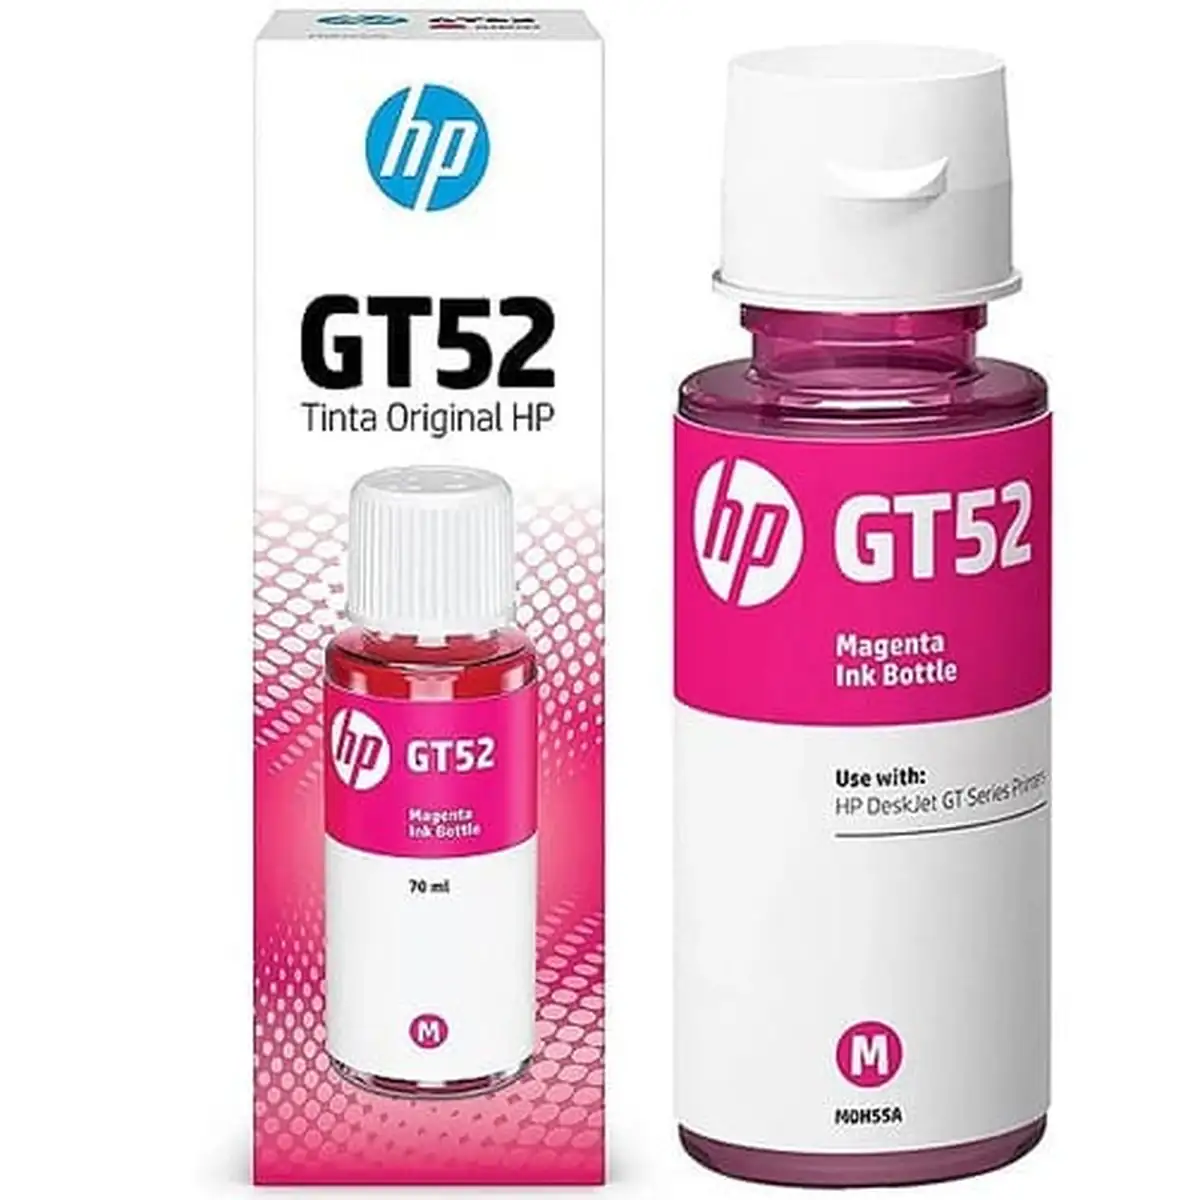 hp
GT52
Tinta Original HP
hp GT52
Magenta
Ink Bottle
70 ml
M
hp GT52
Magenta
Ink Bottle
Use with:
HP DeskJet GT Series Printers
M
M0H55A